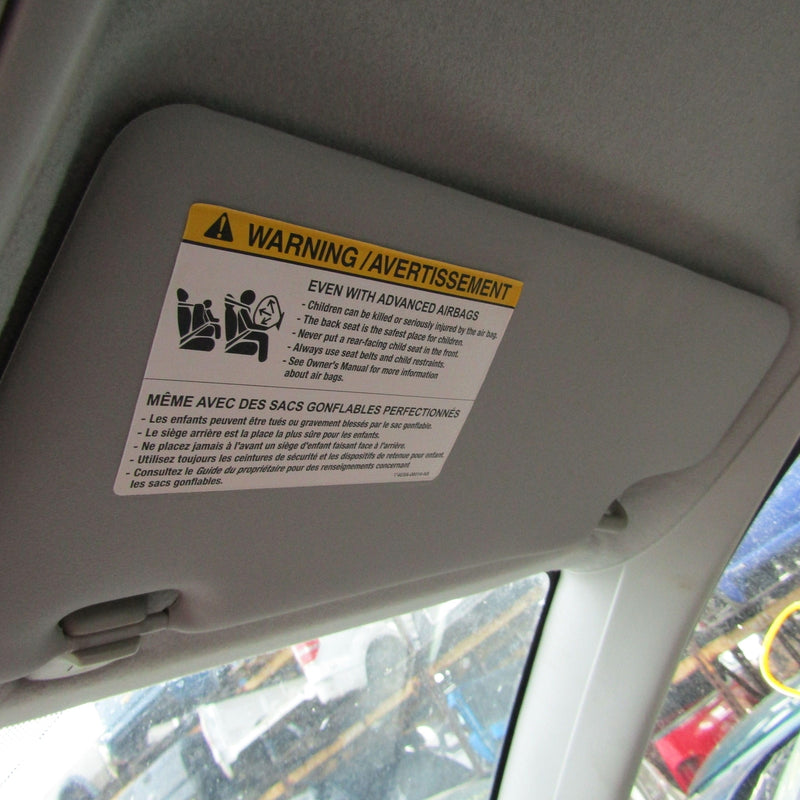 WARNING / AVERTISSEMENT
EVEN WITH ADVANCED AIRBAGS
- Children can be killed or seriously injured by the air bag.
- The back seat is the safest place for children.
- Never put a rear-facing child seat in the front.
- Always use seat belts and child restraints.
- See Owner's Manual for more information
about air bags.
MÊME AVEC DES SACS GONFLABLES PERFECTIONNÉS
- Les enfants peuvent être tués ou gravement blessés par le sac gonflable.
- Le siège arrière est la place la plus sûre pour les enfants.
- Ne placez jamais à l'avant un siège d'enfant faisant face à l'arrière.
- Utilisez toujours les ceintures de sécurité et les dispositifs de retenue pour enfant.
- Consultez le Guide du propriétaire pour des renseignements concernant
les sacs gonflables.